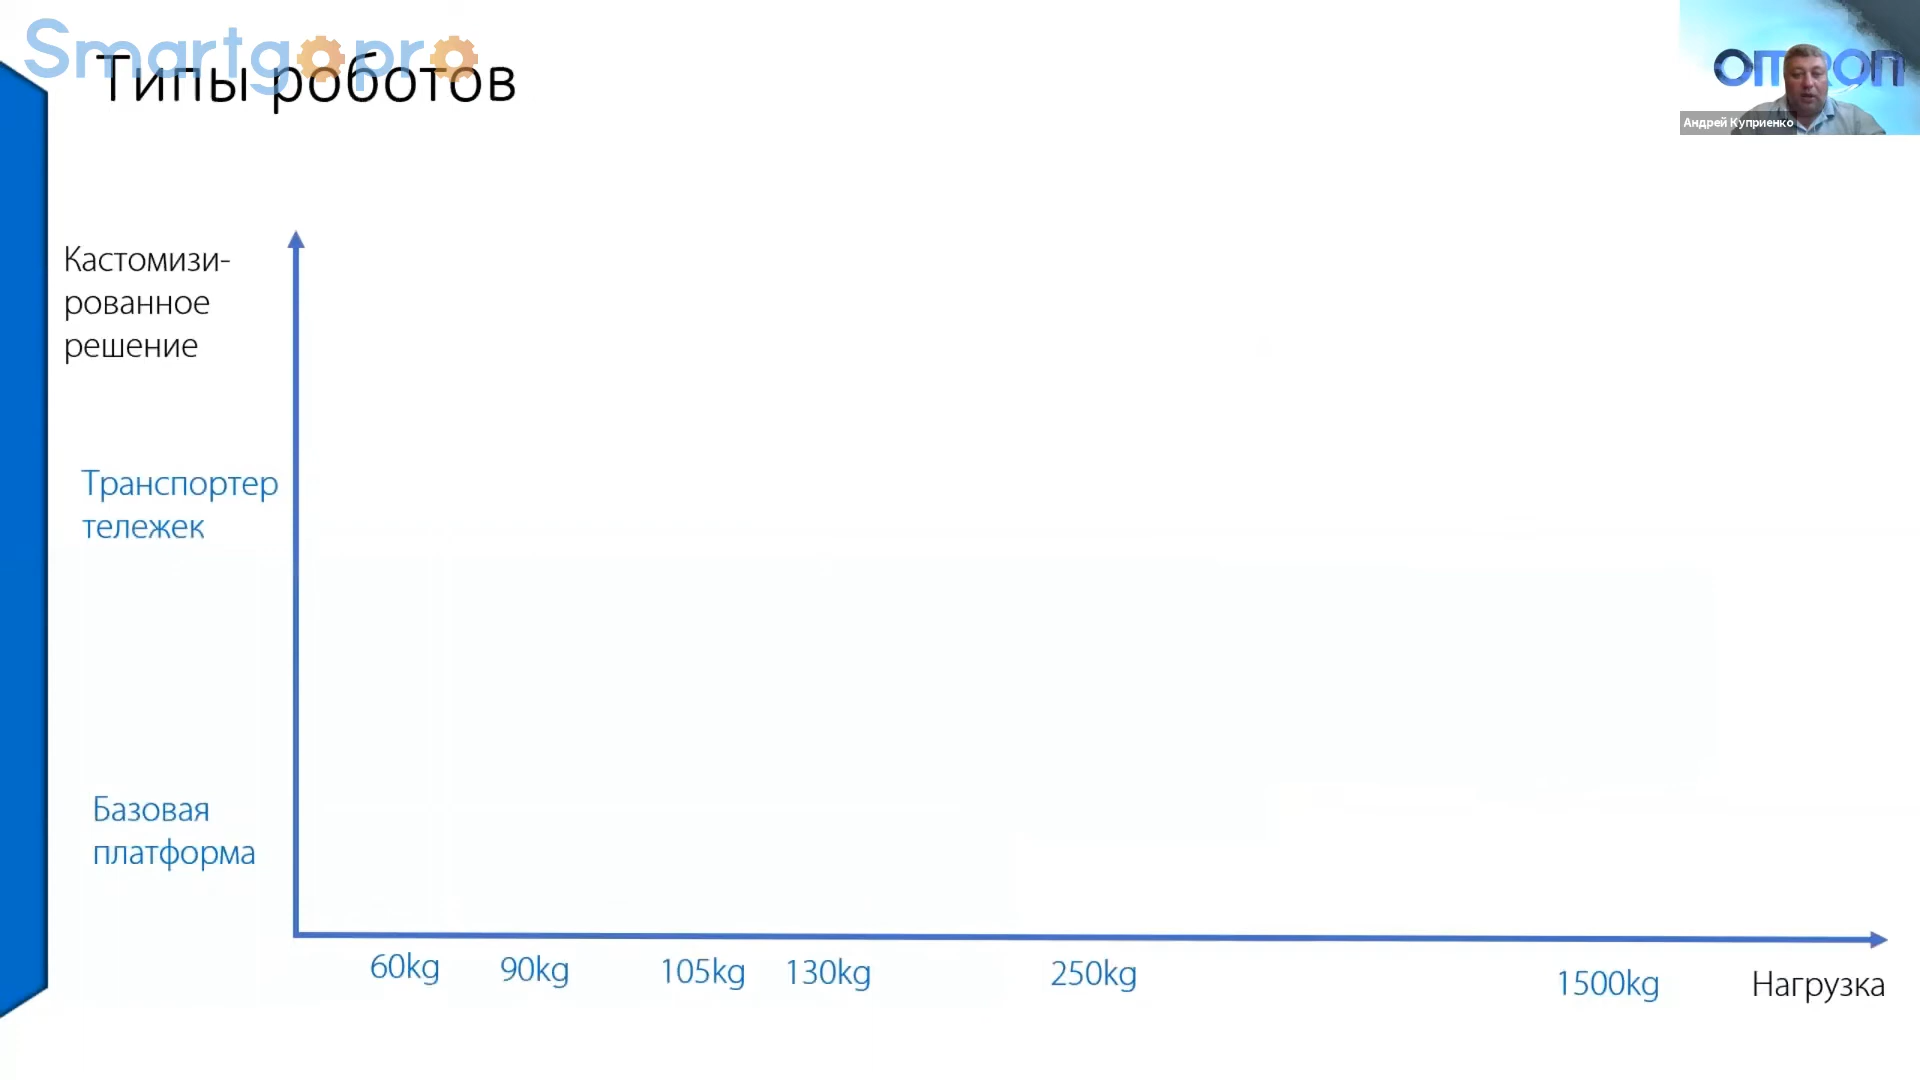 Smartgopro
Типы роботов
OMRON
Андрей Куприенко
Кастомизи-
рованное
решение
Транспортер
тележек
Базовая
платформа
60kg
90kg
105kg
130kg
250kg
1500kg
Нагрузка